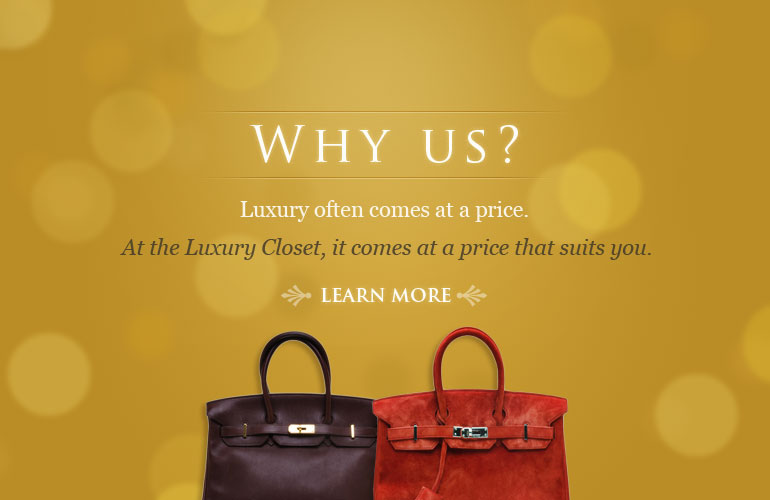 WHY US?
Luxury often comes at a price.
At the Luxury Closet, it comes at a price that suits you.
LEARN MORE